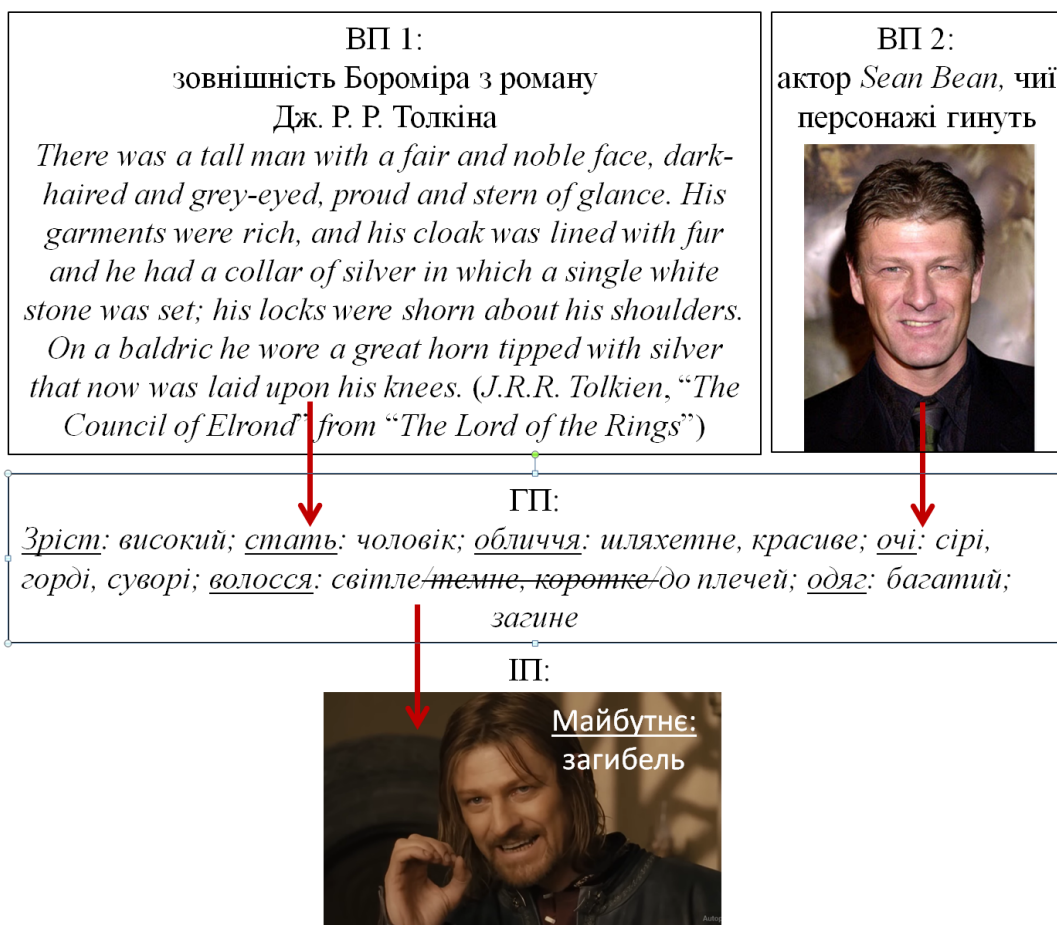 ВП 1:
зовнішність Бороміра з роману
Дж. Р. Р. Толкіна
There was a tall man with a fair and noble face, dark-
haired and grey-eyed, proud and stern of glance. His
garments were rich, and his cloak was lined with fur
and he had a collar of silver in which a single white
stone was set; his locks were shorn about his shoulders.
On a baldric he wore a great horn tipped with silver
that now was laid upon his knees. (J.R.R. Tolkien, “The
Council of Elrond” from “The Lord of the Rings”)
ВП 2:
актор Sean Bean, чиї
персонажі гинуть
ГП:
Зріст: високий; стать: чоловік; обличчя: шляхетне, красиве; очі: сірі,
горді, суворі; волосся: світле/темне, коротке/до плечей; одяг: багатий;
загине
ІП:
Майбутнє:
загибель